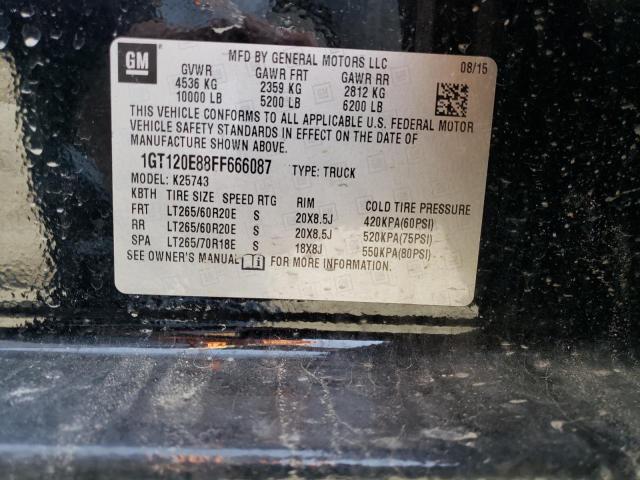 GM
MFD BY GENERAL MOTORS LLC
08/15
GVWR GAWR FRT GAWR RR
4536 KG 2359 KG 2812 KG
10000 LB 5200 LB 6200 LB
THIS VEHICLE CONFORMS TO ALL APPLICABLE U.S. FEDERAL MOTOR
VEHICLE SAFETY STANDARDS IN EFFECT ON THE DATE OF
MANUFACTURE SHOWN ABOVE.
1GT120E88FF666087 TYPE: TRUCK
MODEL: K25743
KBTH TIRE SIZE SPEED RTG RIM COLD TIRE PRESSURE
FRT LT265/60R20E S 20X8.5J 420KPA(60PSI)
RR LT265/60R20E S 20X8.5J 520KPA(75PSI)
SPA LT265/70R18E S 18X8J 550KPA(80PSI)
SEE OWNER'S MANUAL FOR MORE INFORMATION.